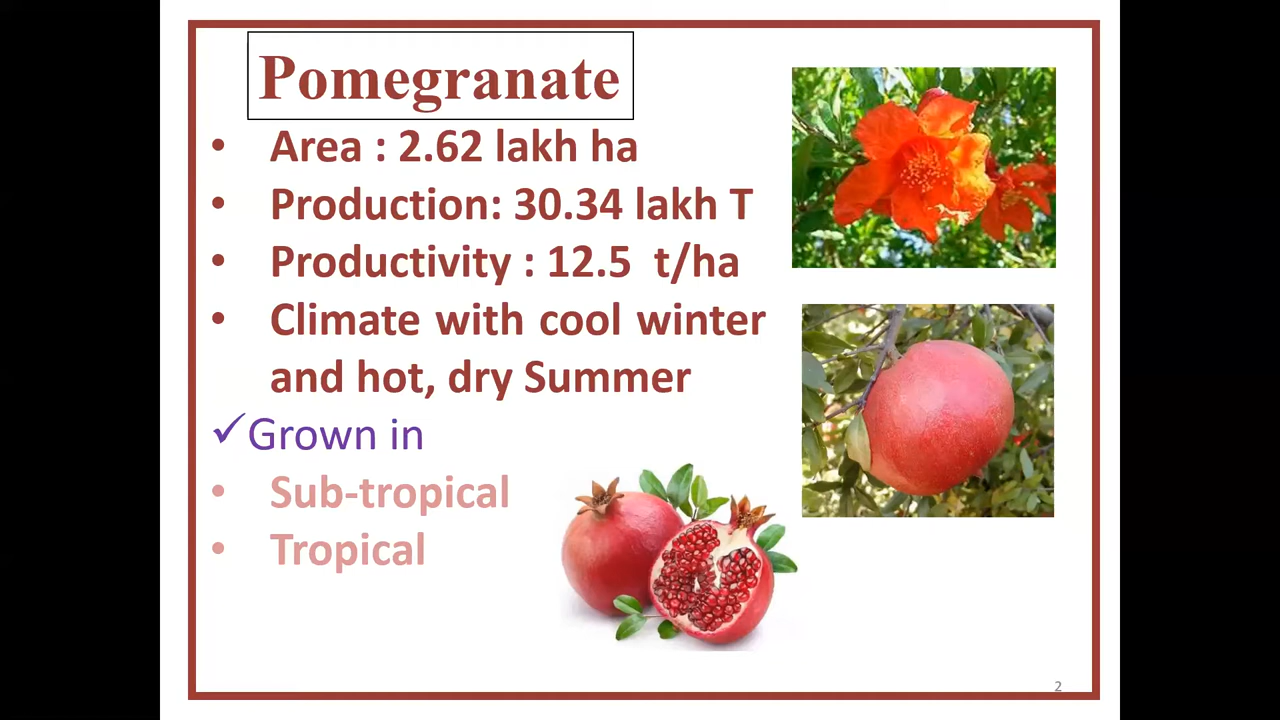 Pomegranate
• Area : 2.62 lakh ha
• Production: 30.34 lakh T
• Productivity : 12.5 t/ha
• Climate with cool winter
and hot, dry Summer
✓Grown in
• Sub-tropical
• Tropical
2